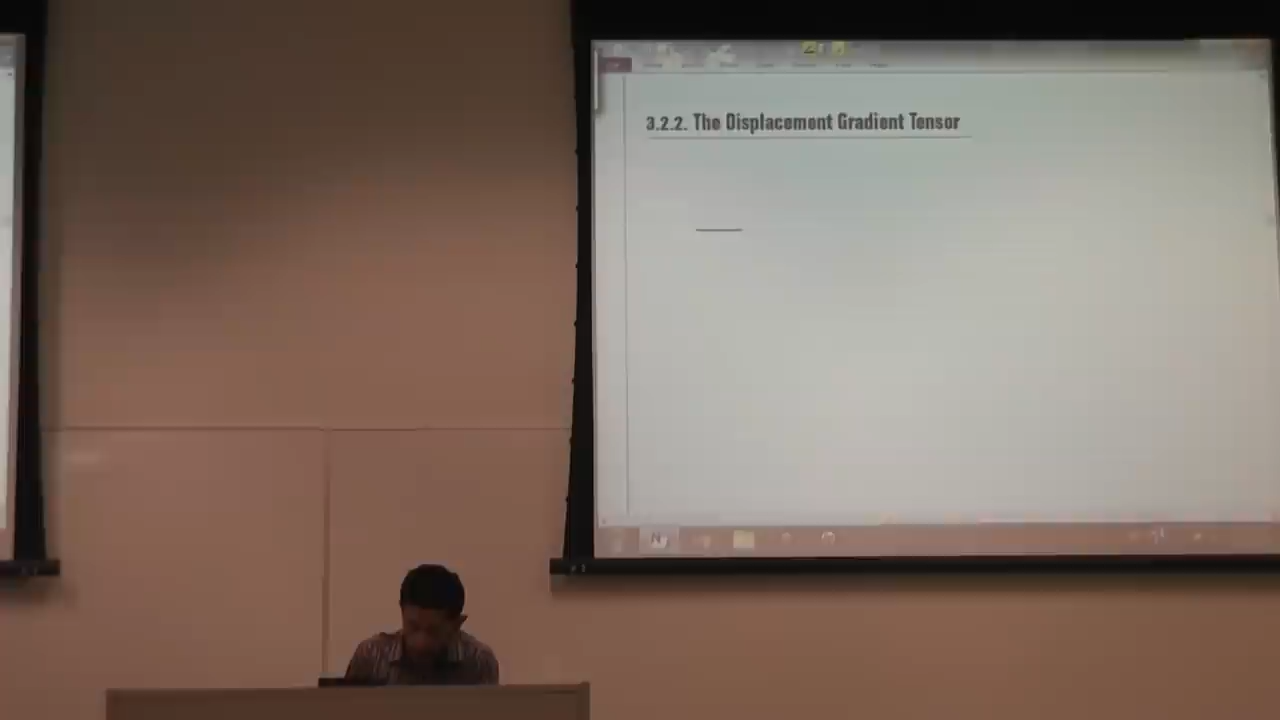 3.2.2. The Displacement Gradient Tensor
N